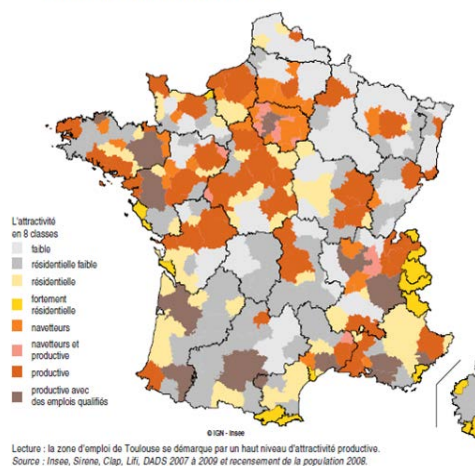 L'attractivité
en 8 classes
faible
résidentielle faible
résidentielle
fortement
résidentielle
navetteurs
navetteurs et
productive
productive
productive avec
des emplois qualifiés
© IGN - Insee
Lecture : la zone d'emploi de Toulouse se démarque par un haut niveau d'attractivité productive.
Source : Insee, Sirene, Clap, Lifi, DADS 2007 à 2009 et recensement de la population 2008.